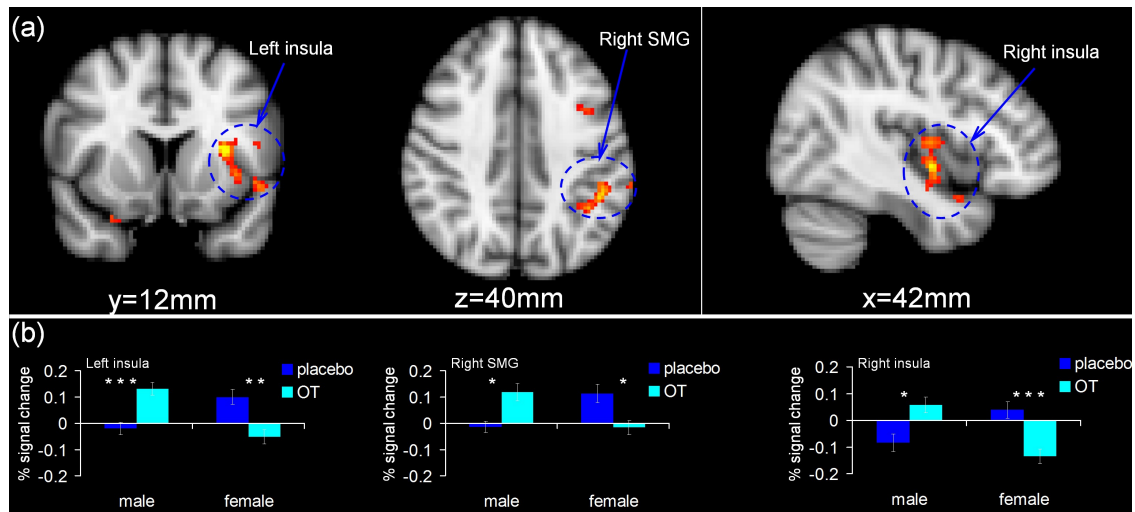 (a)
Left insula
Right SMG
Right insula
y=12mm
z=40mm
x=42mm
(b)
Left insula
placebo
OT
* * *
* *
% signal change
0.2
0.1
0
-0.1
-0.2
male
female
Right SMG
placebo
OT
*
*
% signal change
0.2
0.1
0
-0.1
-0.2
male
female
Right insula
placebo
OT
*
* * *
% signal change
0.2
0.1
0
-0.1
-0.2
male
female